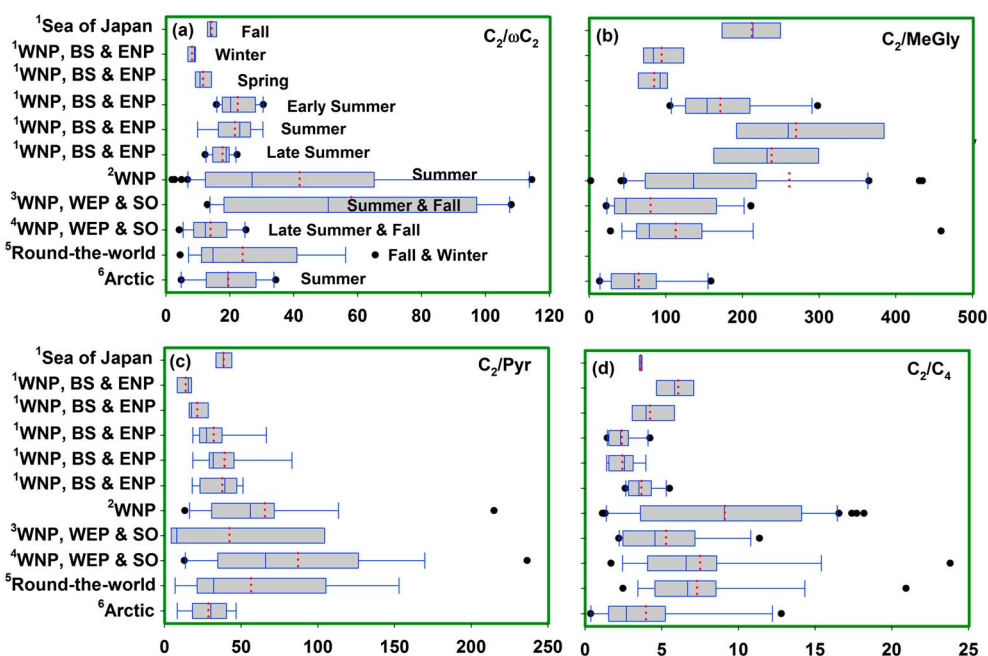 ¹Sea of Japan
¹WNP, BS & ENP
¹WNP, BS & ENP
¹WNP, BS & ENP
¹WNP, BS & ENP
¹WNP, BS & ENP
²WNP
³WNP, WEP & SO
⁴WNP, WEP & SO
⁵Round-the-world
⁶Arctic
(a)
C₂/ωC₂
Fall
Winter
Spring
Early Summer
Summer
Late Summer
Summer
Summer & Fall
Late Summer & Fall
Fall & Winter
Summer
0 20 40 60 80 100 120
(b)
C₂/MeGly
0 100 200 300 400 500
¹Sea of Japan
¹WNP, BS & ENP
¹WNP, BS & ENP
¹WNP, BS & ENP
¹WNP, BS & ENP
¹WNP, BS & ENP
²WNP
³WNP, WEP & SO
⁴WNP, WEP & SO
⁵Round-the-world
⁶Arctic
(c)
C₂/Pyr
0 50 100 150 200 250
(d)
C₂/C₄
0 5 10 15 20 25